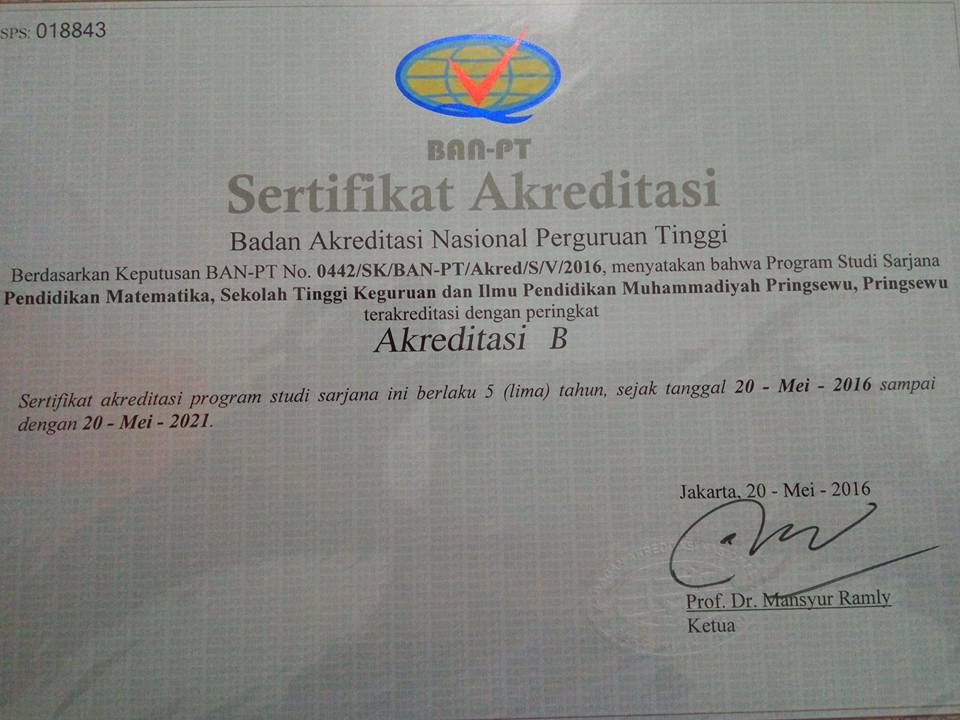 SPS: 018843
BAN-PT
Sertifikat Akreditasi
Badan Akreditasi Nasional Perguruan Tinggi
Berdasarkan Keputusan BAN-PT No. 0442/SK/BAN-PT/Akred/S/V/2016, menyatakan bahwa Program Studi Sarjana
Pendidikan Matematika, Sekolah Tinggi Keguruan dan Ilmu Pendidikan Muhammadiyah Pringsewu, Pringsewu
terakreditasi dengan peringkat
Akreditasi B
Sertifikat akreditasi program studi sarjana ini berlaku 5 (lima) tahun, sejak tanggal 20 - Mei - 2016 sampai
dengan 20 - Mei - 2021.
Jakarta, 20 - Mei - 2016
Prof. Dr. Mansyur Ramly
Ketua